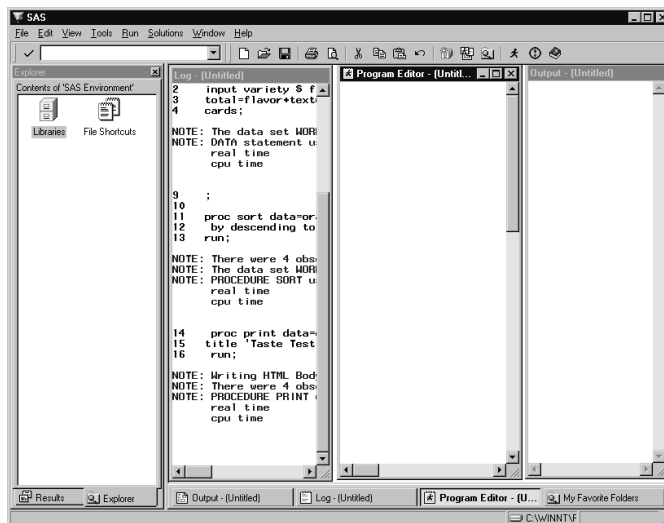 SAS
File Edit View Tools Run Solutions Window Help
Explorer
Contents of 'SAS Environment'
Libraries File Shortcuts
Log - (Untitled)
2 input variety $ f
3 total=flavor+text
4 cards;
NOTE: The data set WOR
NOTE: DATA statement u
real time
cpu time
9 ;
10
11 proc sort data=or
12 by descending to
13 run;
NOTE: There were 4 obs
NOTE: The data set WOR
NOTE: PROCEDURE SORT u
real time
cpu time
14 proc print data=
15 title 'Taste Test
16 run;
NOTE: Writing HTML Bod
NOTE: There were 4 obs
NOTE: PROCEDURE PRINT
real time
cpu time
Program Editor - (Untitl...
Output - (Untitled)
Results Explorer
Output - (Untitled) Log - (Untitled) Program Editor - (U... My Favorite Folders
C:\WINNT\F